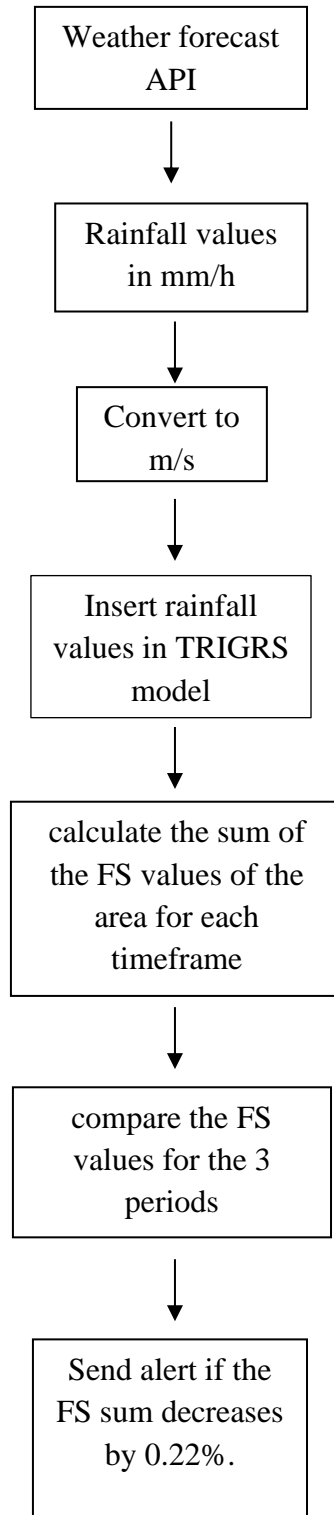 Weather forecast
API
Rainfall values
in mm/h
Convert to
m/s
Insert rainfall
values in TRIGRS
model
calculate the sum of
the FS values of the
area for each
timeframe
compare the FS
values for the 3
periods
Send alert if the
FS sum decreases
by 0.22%.